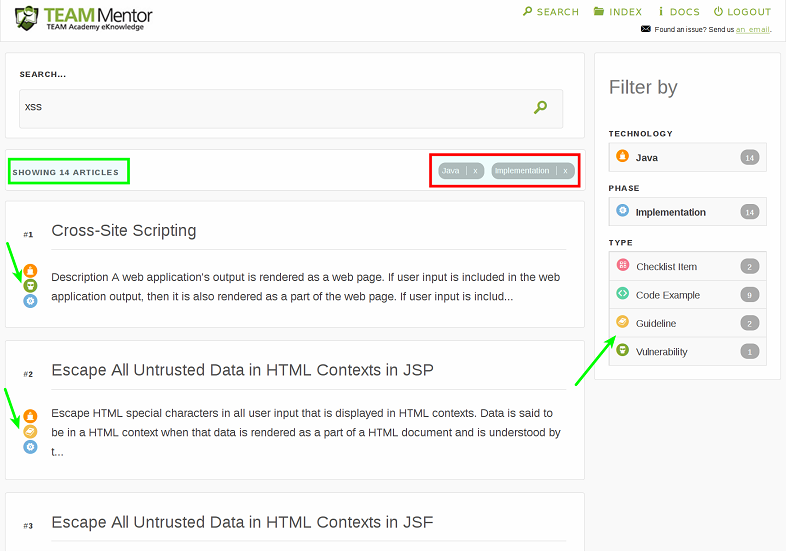 TEAM Mentor
TEAM Academy eKnowledge
SEARCH INDEX DOCS LOGOUT
Found an issue? Send us an email.
SEARCH...
xss
SHOWING 14 ARTICLES
Java | x Implementation | x
#1 Cross-Site Scripting
Description A web application's output is rendered as a web page. If user input is included in the web
application output, then it is also rendered as a part of the web page. If user input is includ...
#2 Escape All Untrusted Data in HTML Contexts in JSP
Escape HTML special characters in all user input that is displayed in HTML contexts. Data is said to
be in a HTML context when that data is rendered as a part of a HTML document and is understood by
t...
#3 Escape All Untrusted Data in HTML Contexts in JSF
Filter by
TECHNOLOGY
Java 14
PHASE
Implementation 14
TYPE
Checklist Item 2
Code Example 9
Guideline 2
Vulnerability 1